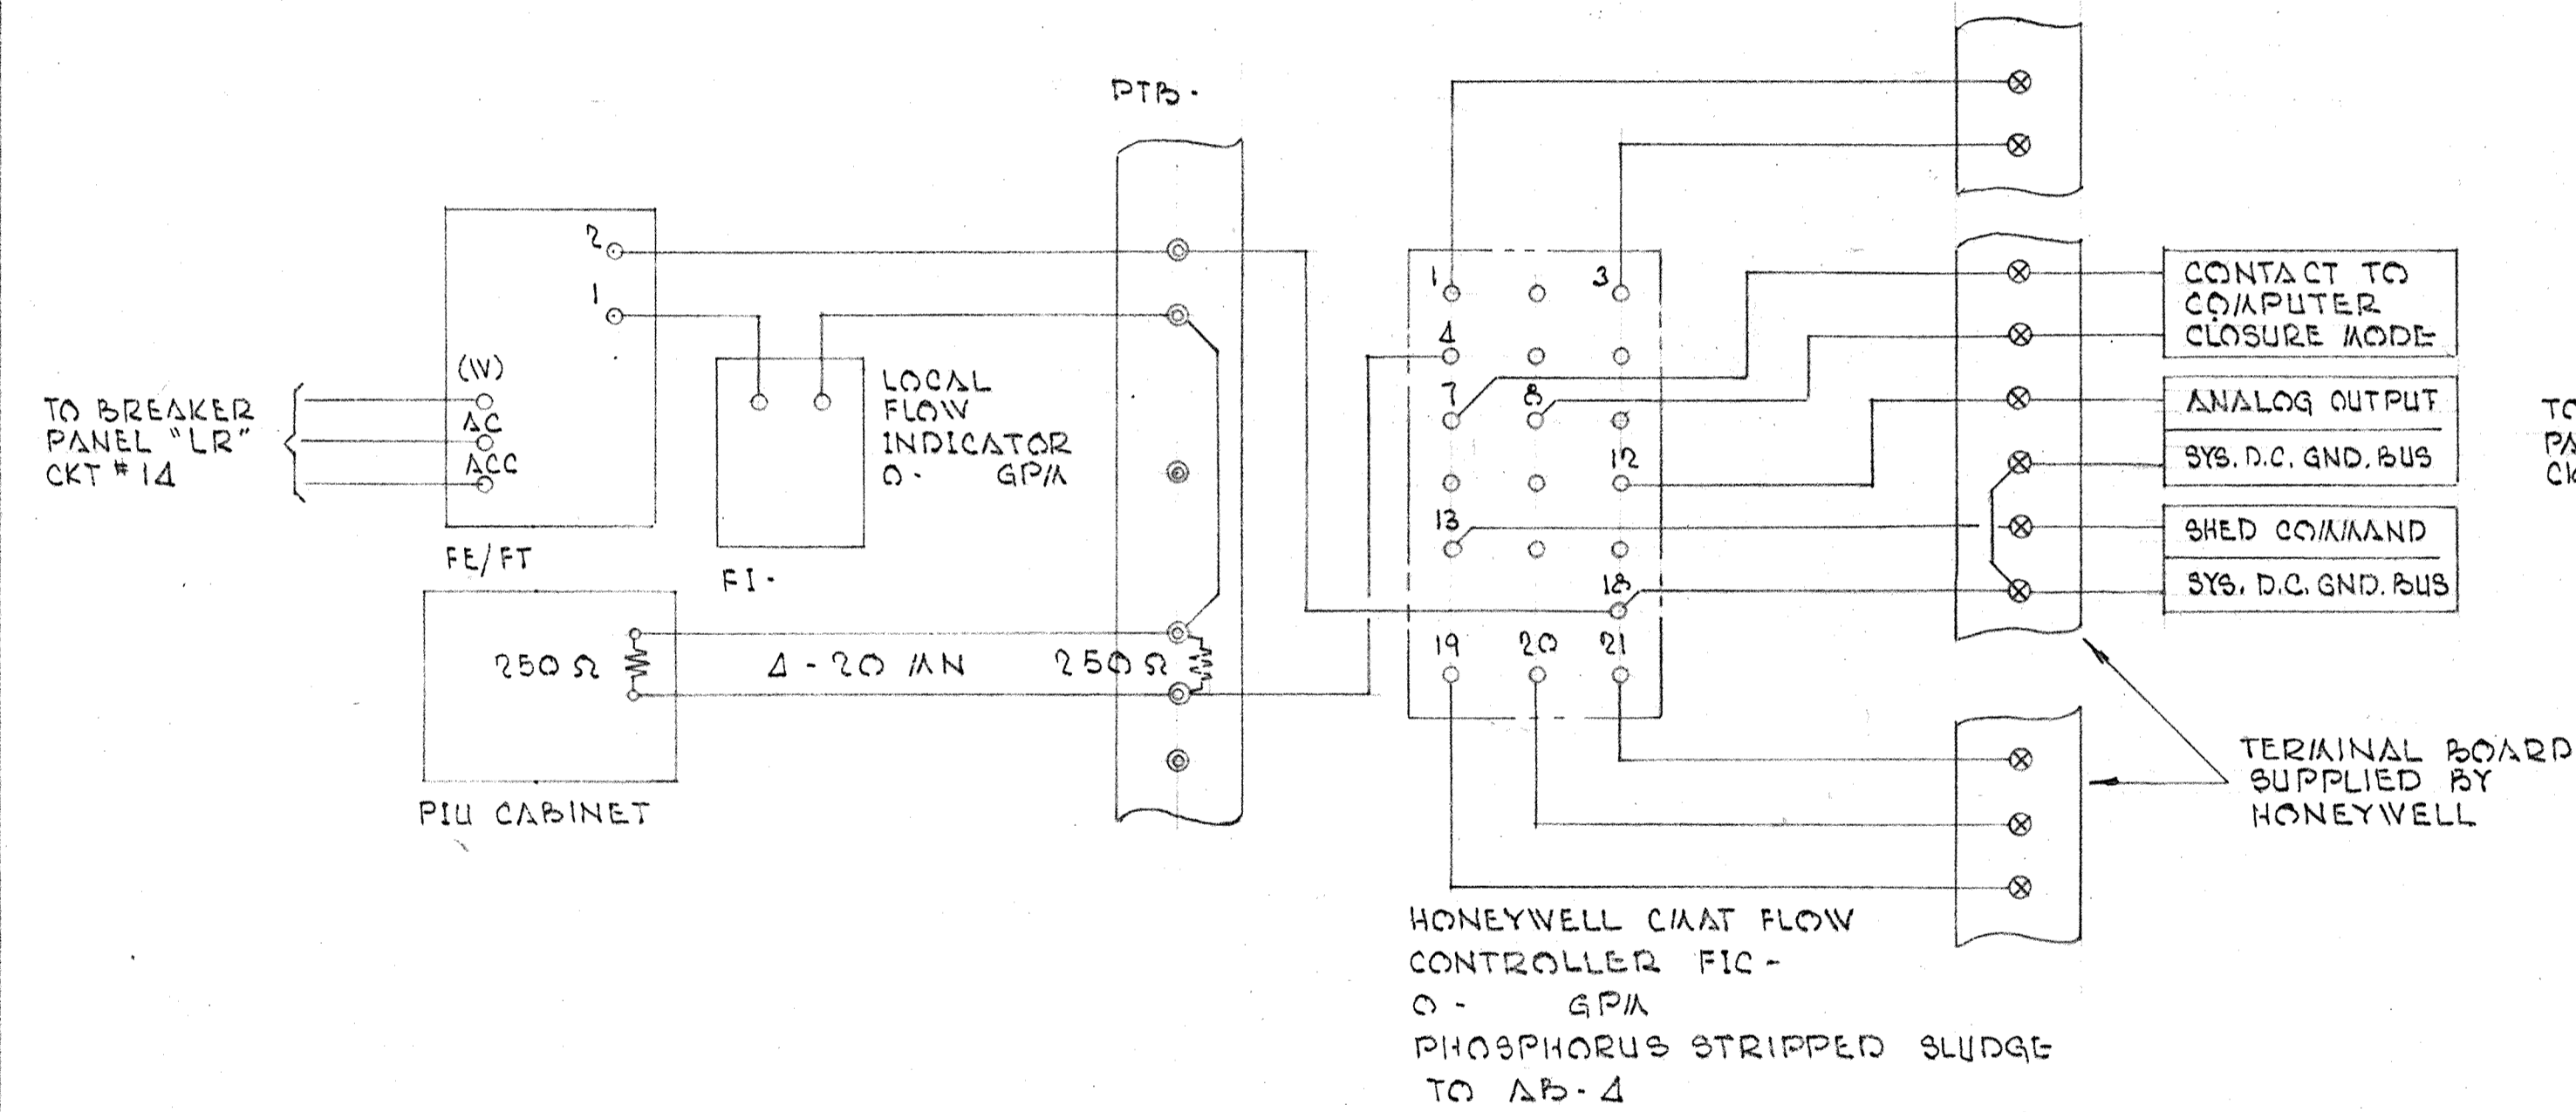 PTB-
2
1
(W)
AC
ACC
TO BREAKER
PANEL "LR"
CKT #14
FE/FT
LOCAL
FLOW
INDICATOR
0- GPM
FI-
250 Ω
4-20 MA
250 Ω
PIU CABINET
1
3
4
7
8
12
13
18
19
20
21
CONTACT TO
COMPUTER
CLOSURE MODE
ANALOG OUTPUT
SYS. D.C. GND. BUS
SHED COMMAND
SYS. D.C. GND. BUS
TERMINAL BOARD
SUPPLIED BY
HONEYWELL
HONEYWELL CMAT FLOW
CONTROLLER FIC-
0- GPM
PHOSPHORUS STRIPPED SLUDGE
TO AB-4